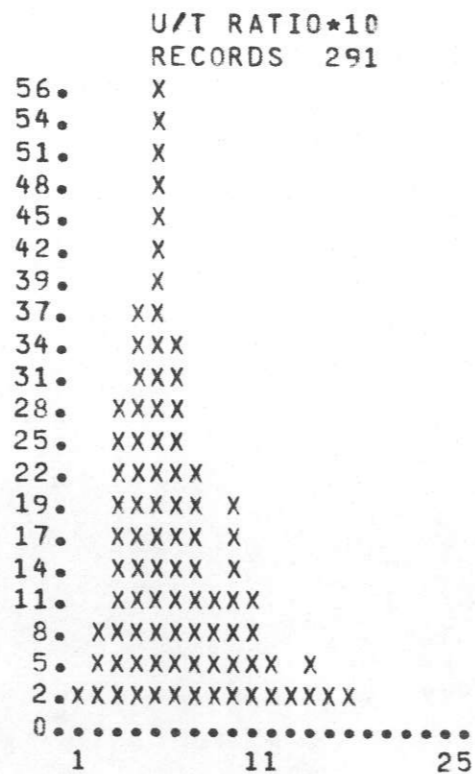 U/T RATIO*10
RECORDS  291
56.     X
54.     X
51.     X
48.     X
45.     X
42.     X
39.     X
37.    XX
34.    XXX
31.    XXX
28.   XXXX
25.   XXXX
22.   XXXXX
19.   XXXXX X
17.   XXXXX X
14.   XXXXX X
11.   XXXXXXXX
8.  XXXXXXXXX
5.  XXXXXXXXXX X
2.XXXXXXXXXXXXXXX
0......................
1         11         25